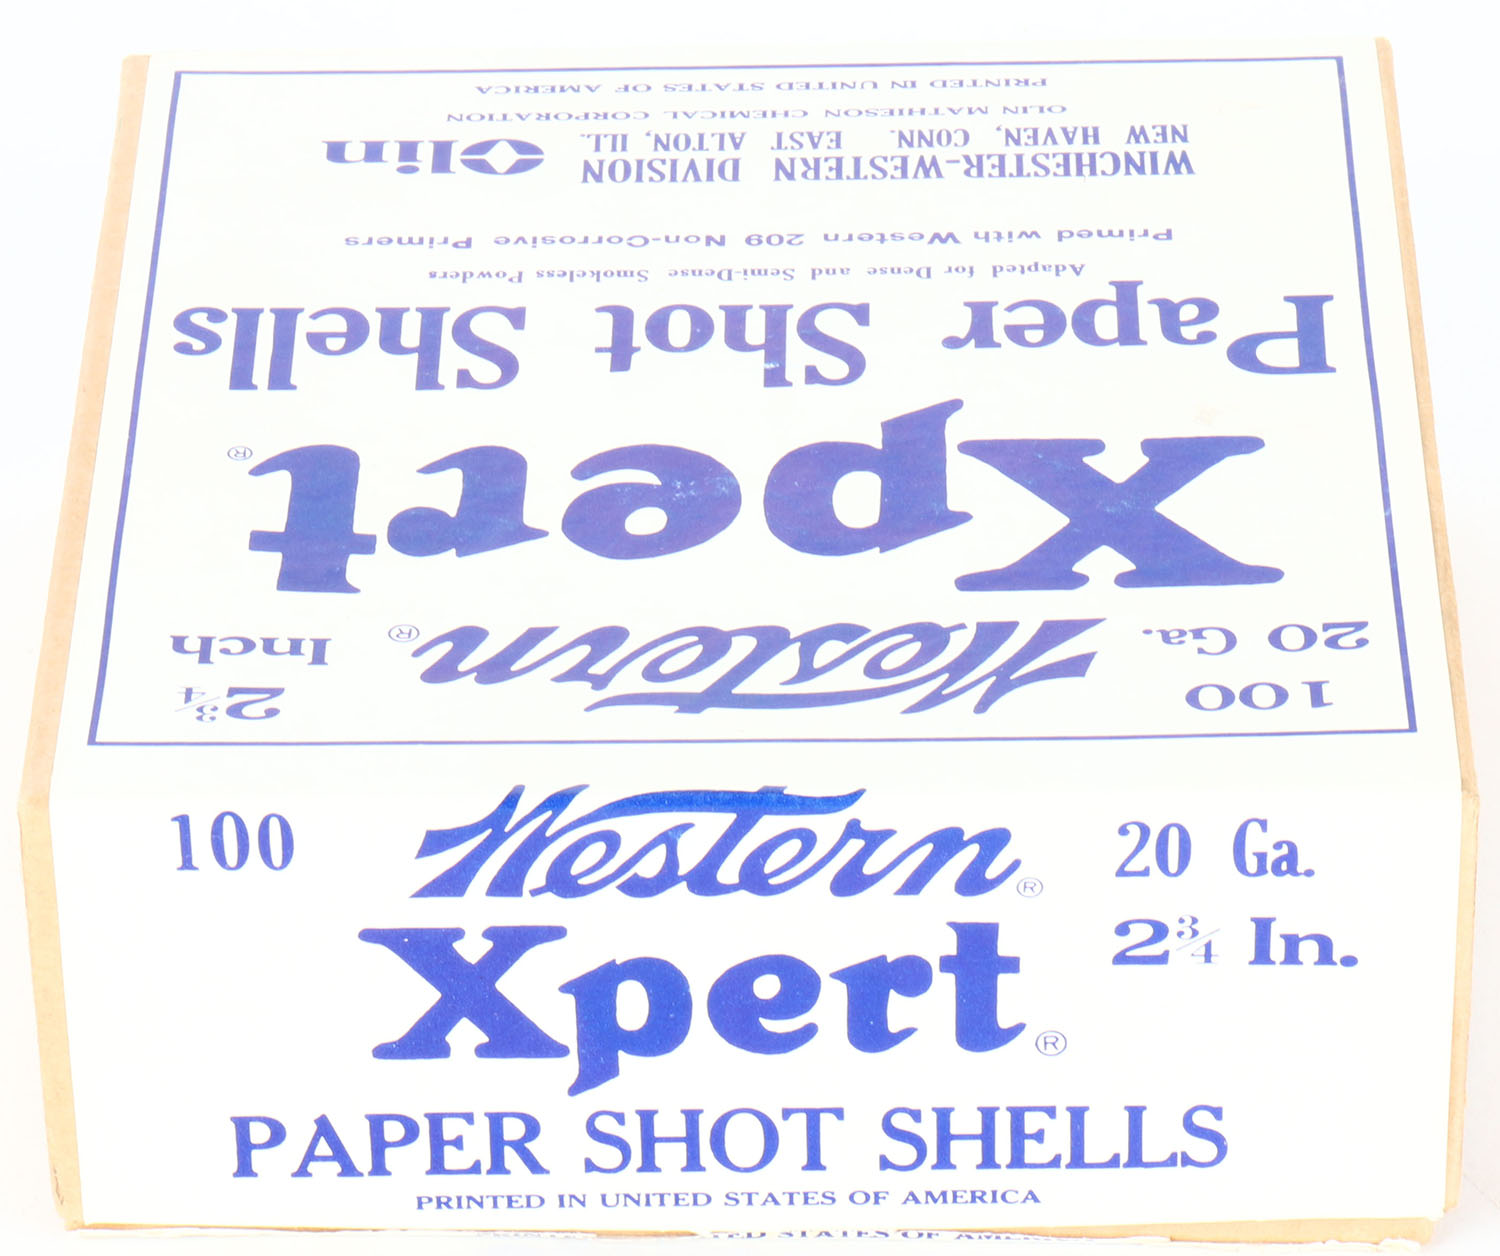 PRINTED IN UNITED STATES OF AMERICA
OLIN MATHIESON CHEMICAL CORPORATION
NEW HAVEN, CONN. EAST ALTON, ILL.
WINCHESTER-WESTERN DIVISION Olin
Primed with Western 209 Non-Corrosive Primers
Adapted for Dense and Semi-Dense Smokeless Powders
Paper Shot Shells
Xpert®
20 Ga. Western® Inch
100 2¾
100 Western® 20 Ga.
Xpert® 2¾ In.
PAPER SHOT SHELLS
PRINTED IN UNITED STATES OF AMERICA
STATES OF